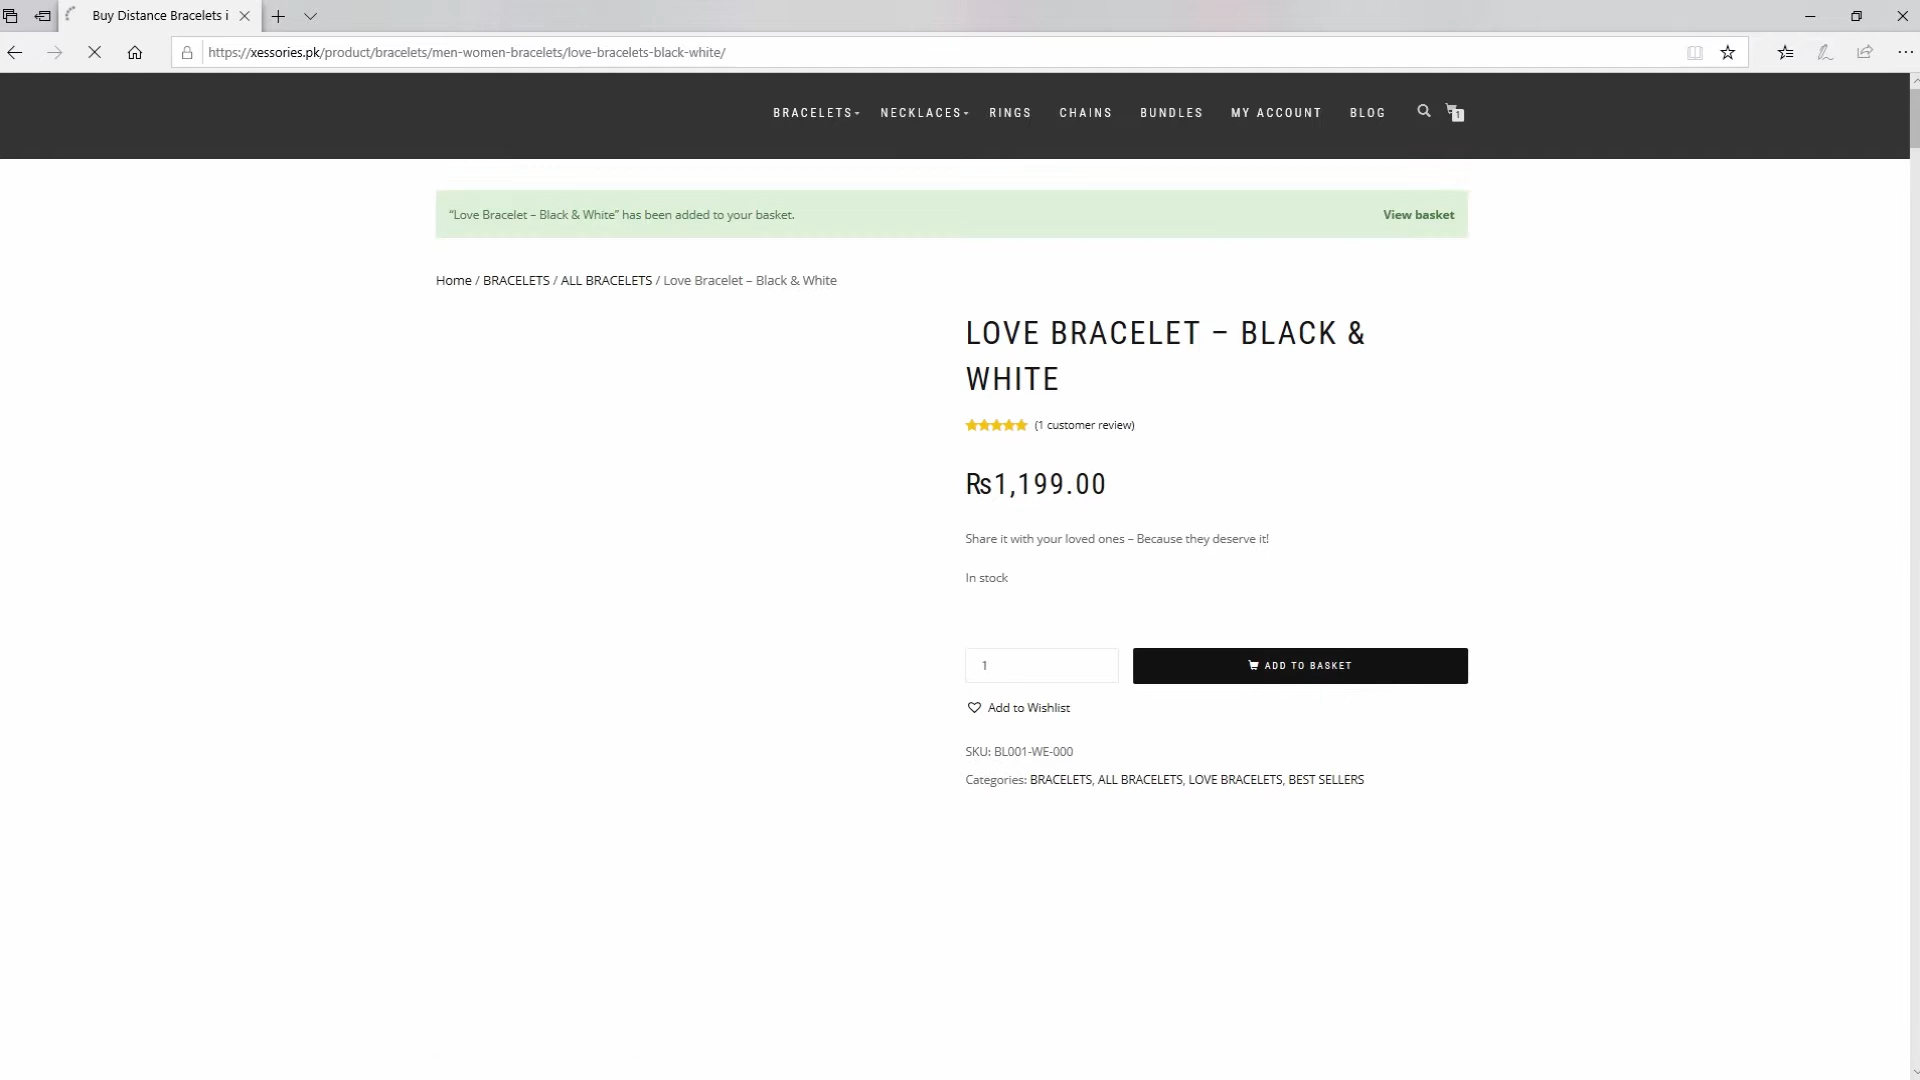 Buy Distance Bracelets i
https://xessories.pk/product/bracelets/men-women-bracelets/love-bracelets-black-white/
BRACELETS NECKLACES RINGS CHAINS BUNDLES MY ACCOUNT BLOG 1
“Love Bracelet – Black & White” has been added to your basket. View basket
Home / BRACELETS / ALL BRACELETS / Love Bracelet – Black & White
LOVE BRACELET – BLACK &
WHITE
(1 customer review)
₨1,199.00
Share it with your loved ones – Because they deserve it!
In stock
1 ADD TO BASKET
Add to Wishlist
SKU: BL001-WE-000
Categories: BRACELETS, ALL BRACELETS, LOVE BRACELETS, BEST SELLERS